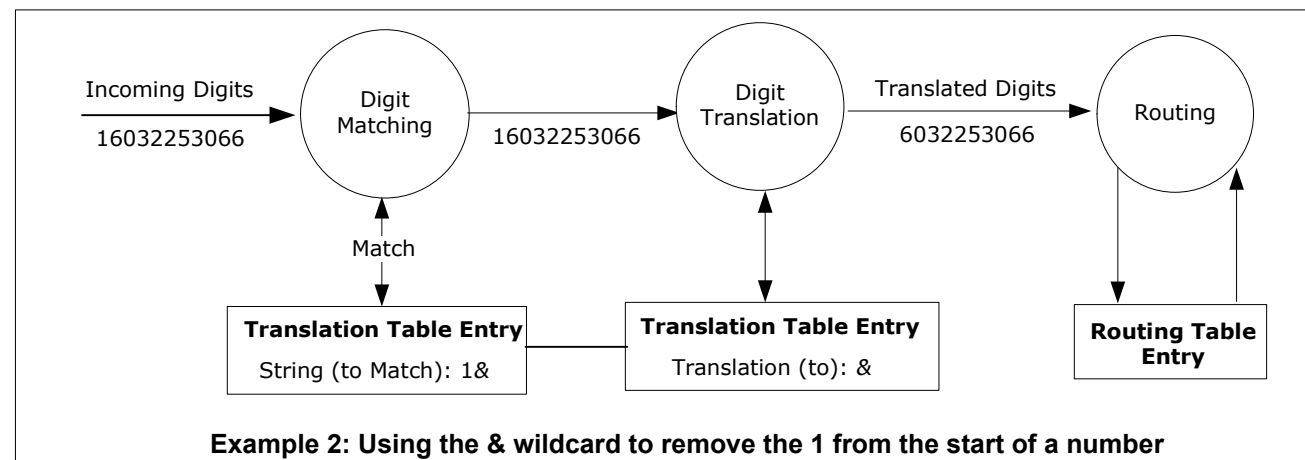 Incoming Digits
16032253066
Digit
Matching
16032253066
Digit
Translation
Translated Digits
6032253066
Routing
Match
Translation Table Entry
String (to Match): 1&
Translation Table Entry
Translation (to): &
Routing Table
Entry
Example 2: Using the & wildcard to remove the 1 from the start of a number